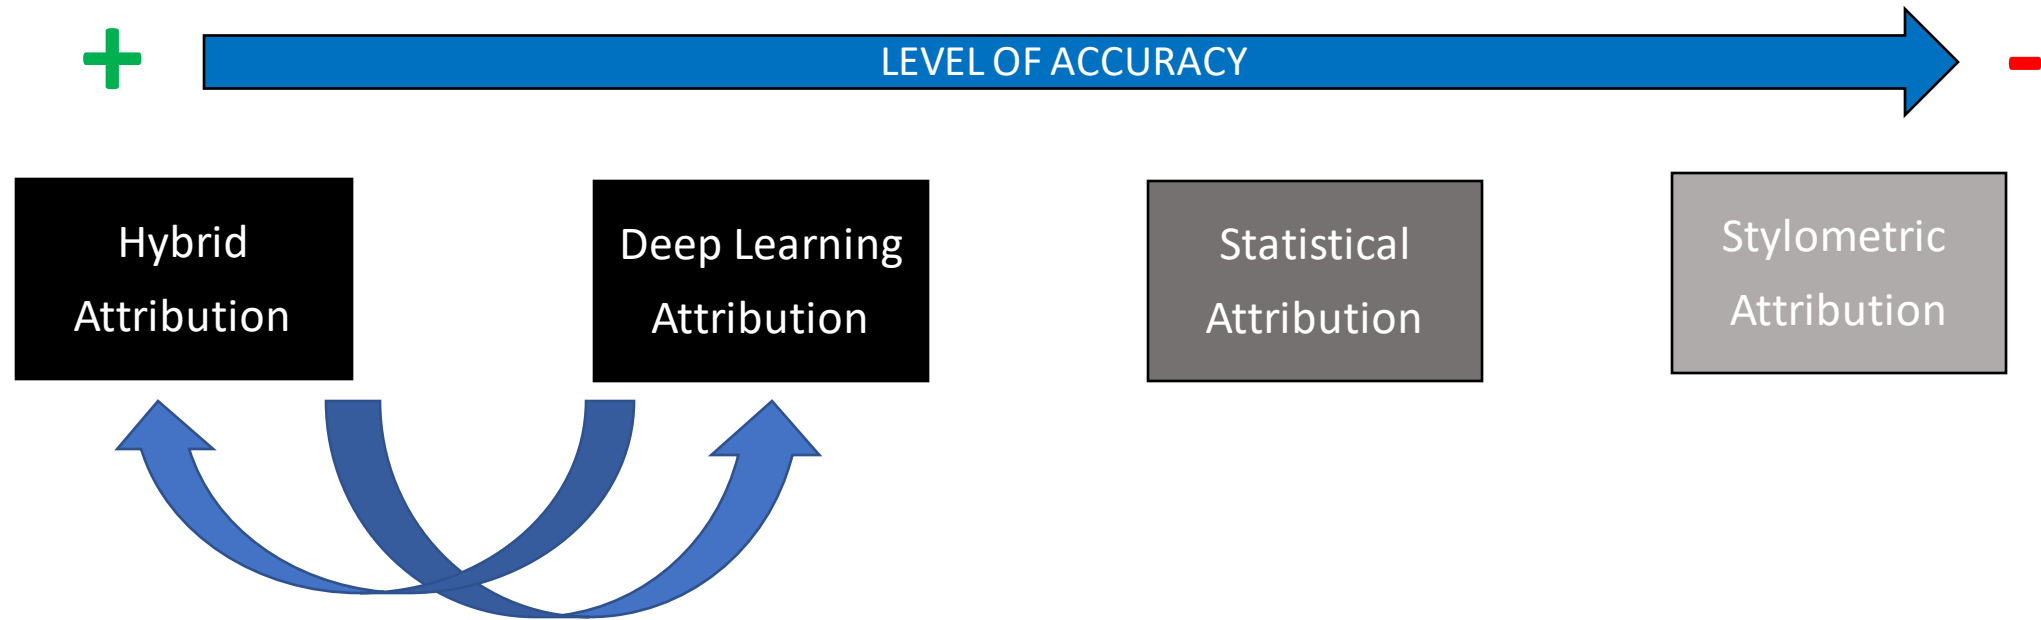 + LEVEL OF ACCURACY -
Hybrid
Attribution
Deep Learning
Attribution
Statistical
Attribution
Stylometric
Attribution